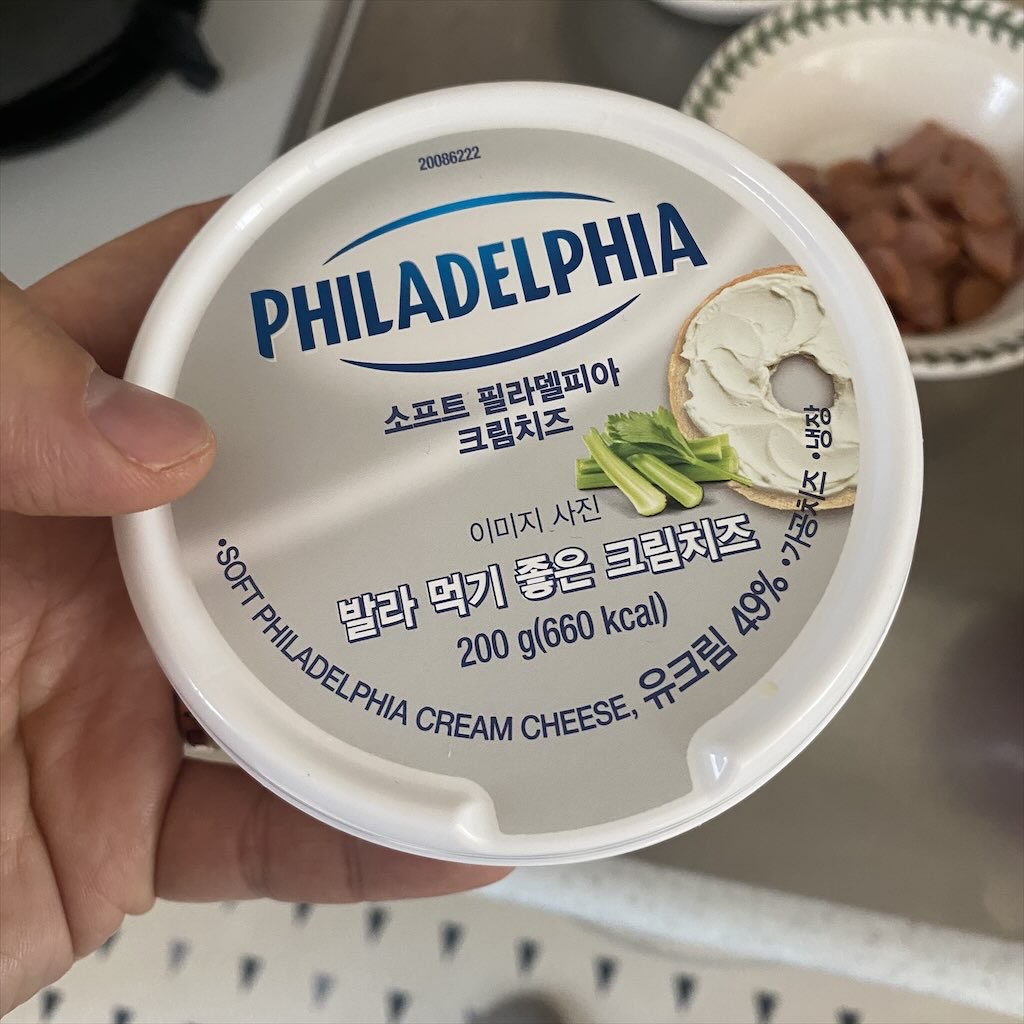 20086222
PHILADELPHIA
소프트 필라델피아
크림치즈
이미지 사진
발라 먹기 좋은 크림치즈
200 g(660 kcal)
•SOFT PHILADELPHIA CREAM CHEESE, 유크림 49% •가공치즈 •냉장